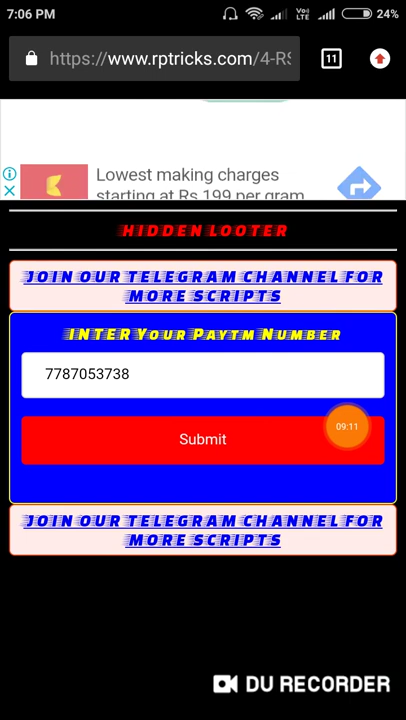 7:06 PM
Vo)
LTE
24%
https://www.rptricks.com/4-RS
11
Lowest making charges
starting at Rs 199 per gram
HIDDEN LOOTER
JOIN OUR TELEGRAM CHANNEL FOR
MORE SCRIPTS
INTER YOUR PAYTM NUMBER
7787053738
Submit
09:11
JOIN OUR TELEGRAM CHANNEL FOR
MORE SCRIPTS
DU RECORDER